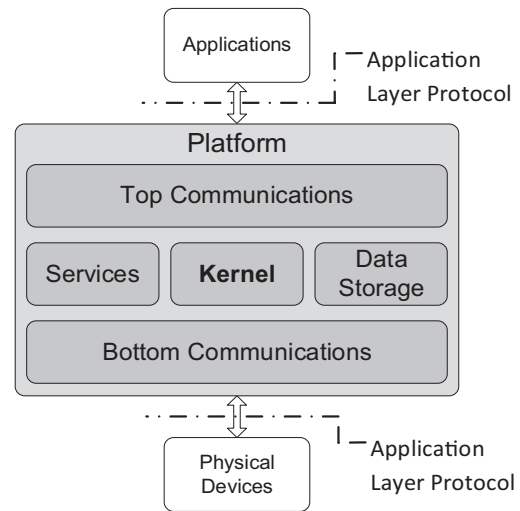 Applications
Application
Layer Protocol
Platform
Top Communications
Services
Kernel
Data
Storage
Bottom Communications
Physical
Devices
Application
Layer Protocol